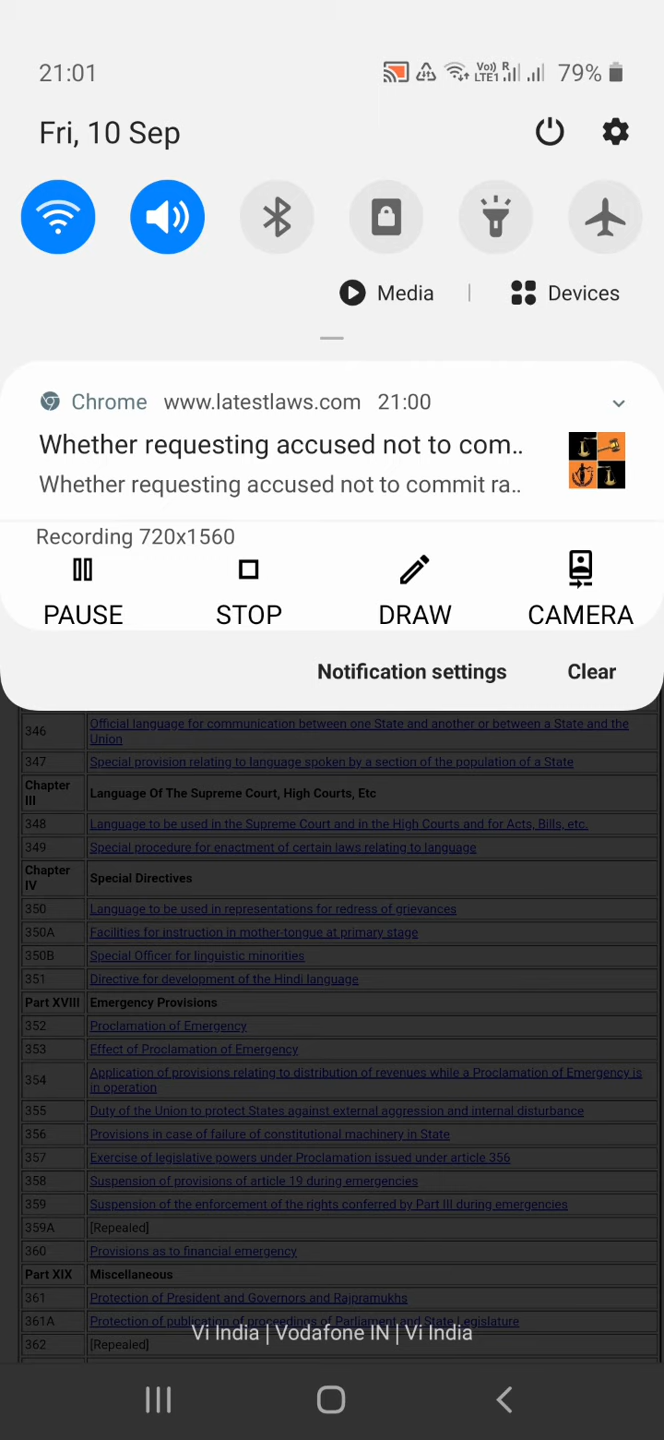 21:01
Vo)) R
LTE1
79%
Fri, 10 Sep
Media | Devices
Chrome www.latestlaws.com 21:00
Whether requesting accused not to com..
Whether requesting accused not to commit ra..
Recording 720x1560
PAUSE STOP DRAW CAMERA
Notification settings Clear
346 Official language for communication between one State and another or between a State and the
Union
347 Special provision relating to language spoken by a section of the population of a State
Chapter
III Language Of The Supreme Court, High Courts, Etc
348 Language to be used in the Supreme Court and in the High Courts and for Acts, Bills, etc.
349 Special procedure for enactment of certain laws relating to language
Chapter
IV Special Directives
350 Language to be used in representations for redress of grievances
350A Facilities for instruction in mother-tongue at primary stage
350B Special Officer for linguistic minorities
351 Directive for development of the Hindi language
Part XVIII Emergency Provisions
352 Proclamation of Emergency
353 Effect of Proclamation of Emergency
354 Application of provisions relating to distribution of revenues while a Proclamation of Emergency is
in operation
355 Duty of the Union to protect States against external aggression and internal disturbance
356 Provisions in case of failure of constitutional machinery in State
357 Exercise of legislative powers under Proclamation issued under article 356
358 Suspension of provisions of article 19 during emergencies
359 Suspension of the enforcement of the rights conferred by Part III during emergencies
359A [Repealed]
360 Provisions as to financial emergency
Part XIX Miscellaneous
361 Protection of President and Governors and Rajpramukhs
361A Protection of publication of proceedings of Parliament and State Legislature
Vi India | Vodafone IN | Vi India
362 [Repealed]